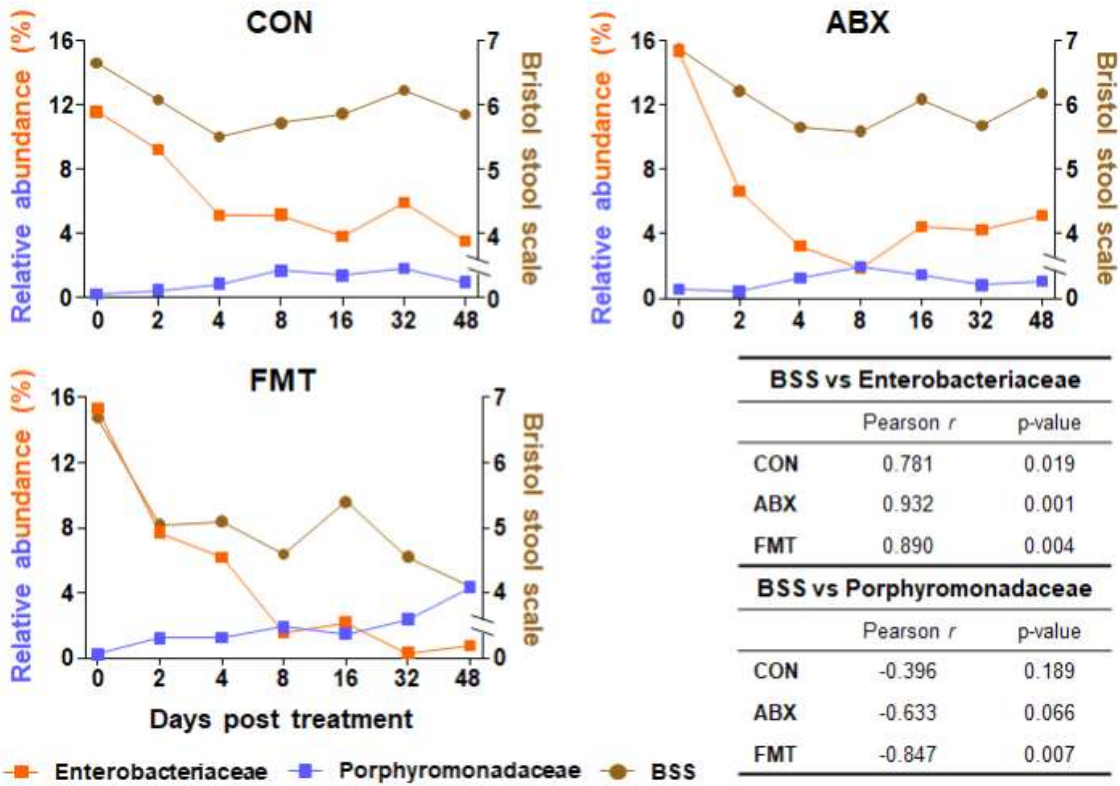 CON
Relative abundance (%)
16
12
8
4
0
7
6
5
4
0
Bristol stool scale
0 2 4 8 16 32 48
ABX
Relative abundance (%)
16
12
8
4
0
7
6
5
4
0
Bristol stool scale
0 2 4 8 16 32 48
FMT
Relative abundance (%)
16
12
8
4
0
7
6
5
4
0
Bristol stool scale
0 2 4 8 16 32 48
Days post treatment
Enterobacteriaceae Porphyromonadaceae BSS
BSS vs Enterobacteriaceae
Pearson r p-value
CON 0.781 0.019
ABX 0.932 0.001
FMT 0.890 0.004
BSS vs Porphyromonadaceae
Pearson r p-value
CON -0.396 0.189
ABX -0.633 0.066
FMT -0.847 0.007